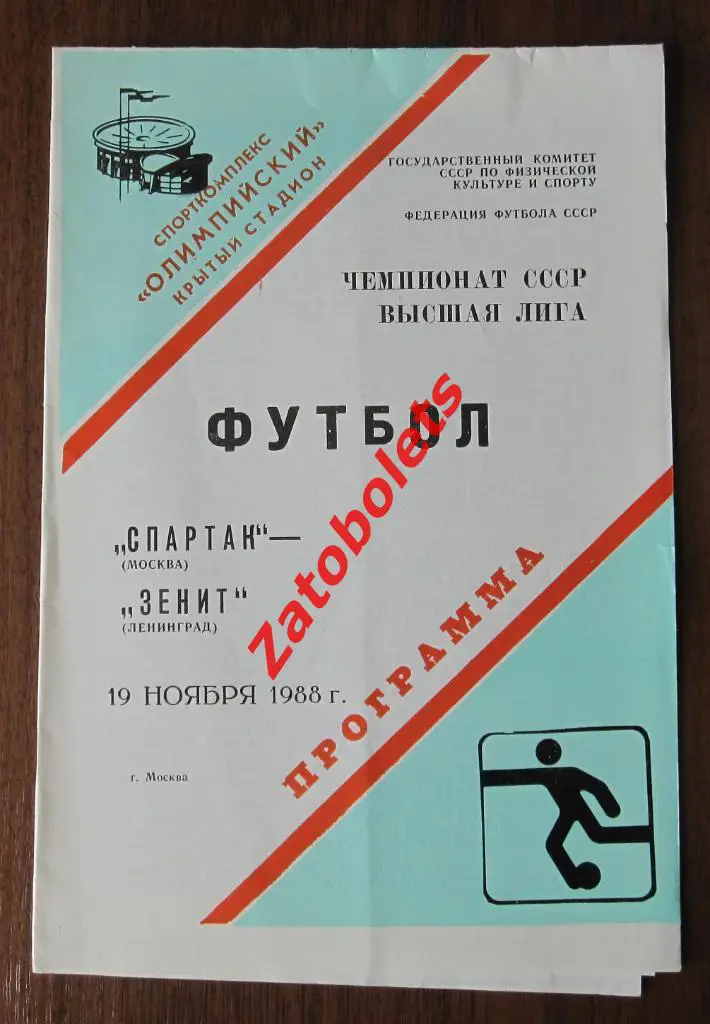 СПОРТКОМПЛЕКС
«ОЛИМПИЙСКИЙ»
КРЫТЫЙ СТАДИОН
ГОСУДАРСТВЕННЫЙ КОМИТЕТ
СССР ПО ФИЗИЧЕСКОЙ
КУЛЬТУРЕ И СПОРТУ
ФЕДЕРАЦИЯ ФУТБОЛА СССР
ЧЕМПИОНАТ СССР
ВЫСШАЯ ЛИГА
ФУТБОЛ
„СПАРТАК“—
(МОСКВА)
„ЗЕНИТ“
(ЛЕНИНГРАД)
19 НОЯБРЯ 1988 г.
г. Москва
ПРОГРАММА
Zatobolets